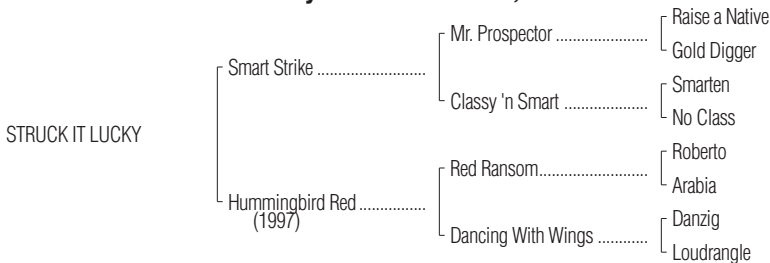 Raise a Native
Mr. Prospector ....................
Gold Digger
Smart Strike ........................
Smarten
Classy 'n Smart ..................
No Class
STRUCK IT LUCKY
Roberto
Red Ransom.......................
Arabia
Hummingbird Red ...............
(1997)
Danzig
Dancing With Wings ............
Loudrangle